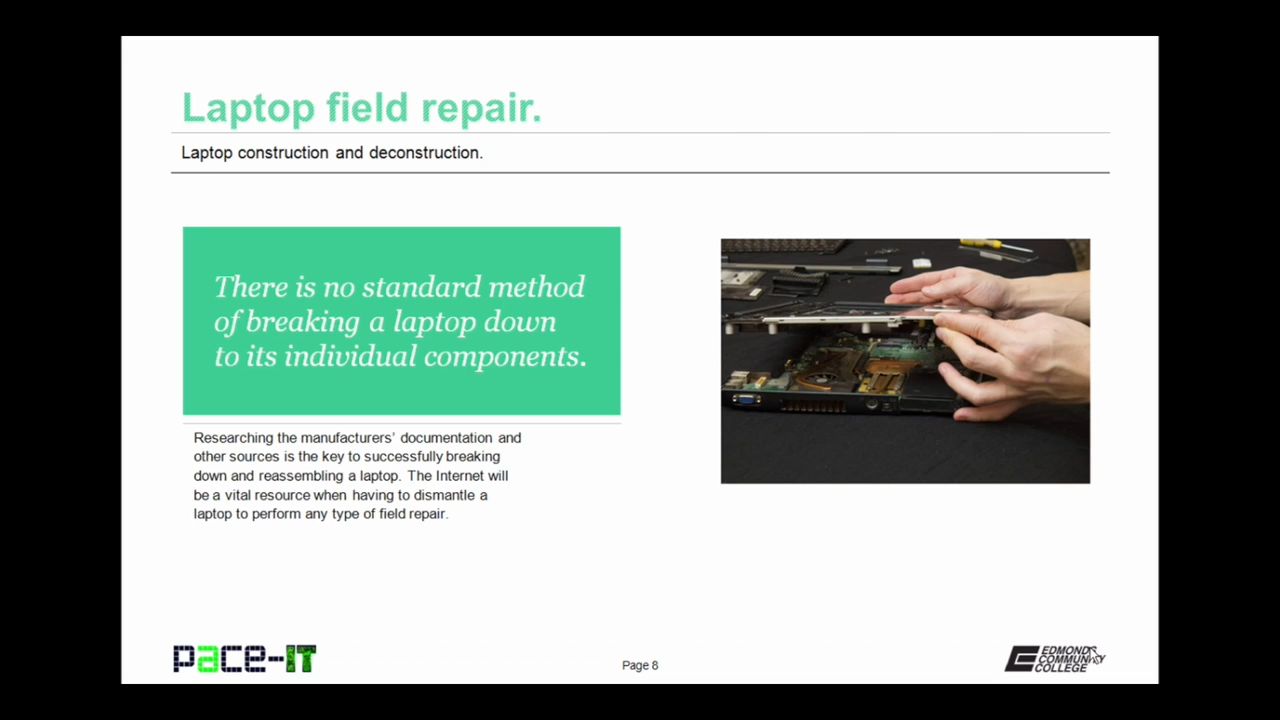 Laptop field repair.
Laptop construction and deconstruction.
There is no standard method
of breaking a laptop down
to its individual components.
Researching the manufacturers’ documentation and
other sources is the key to successfully breaking
down and reassembling a laptop. The Internet will
be a vital resource when having to dismantle a
laptop to perform any type of field repair.
pace-IT
Page 8
EDMONDS
COMMUNITY
COLLEGE